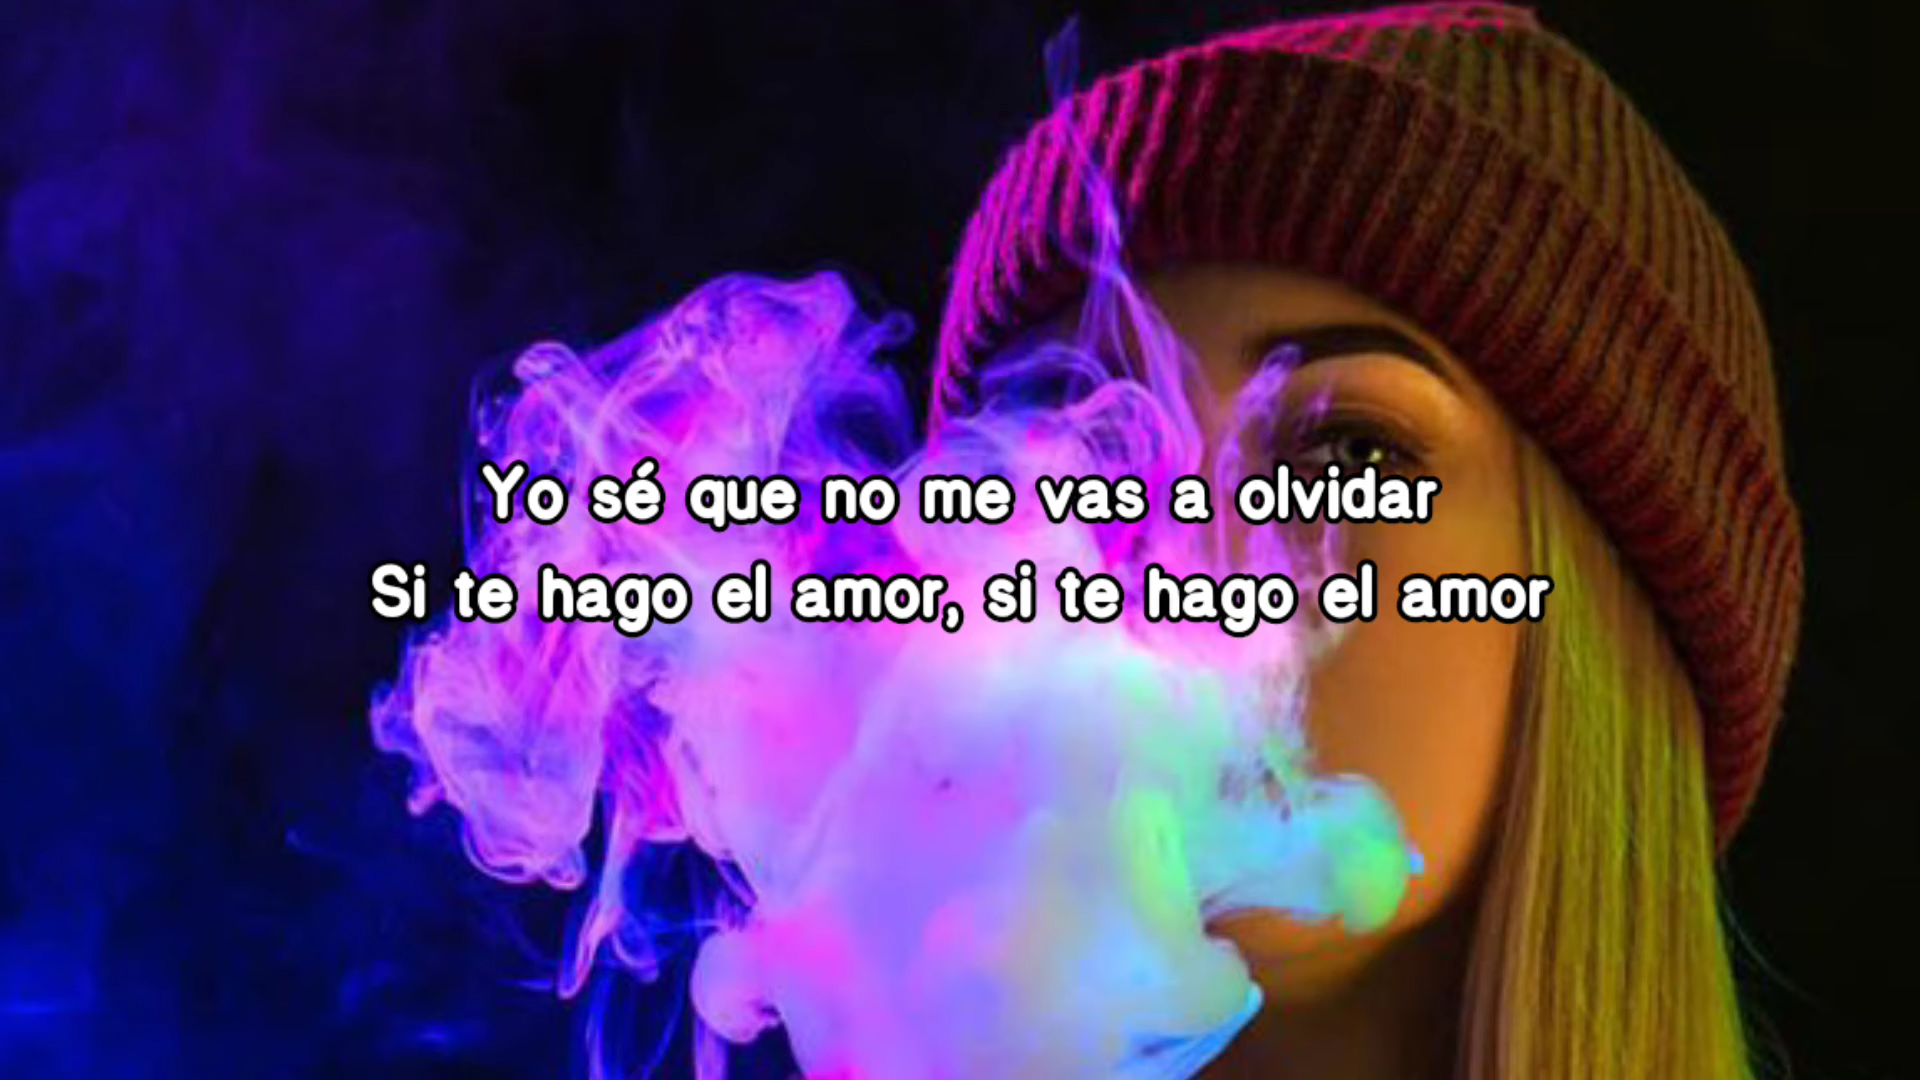 Yo sé que no me vas a olvidar
Si te hago el amor, si te hago el amor